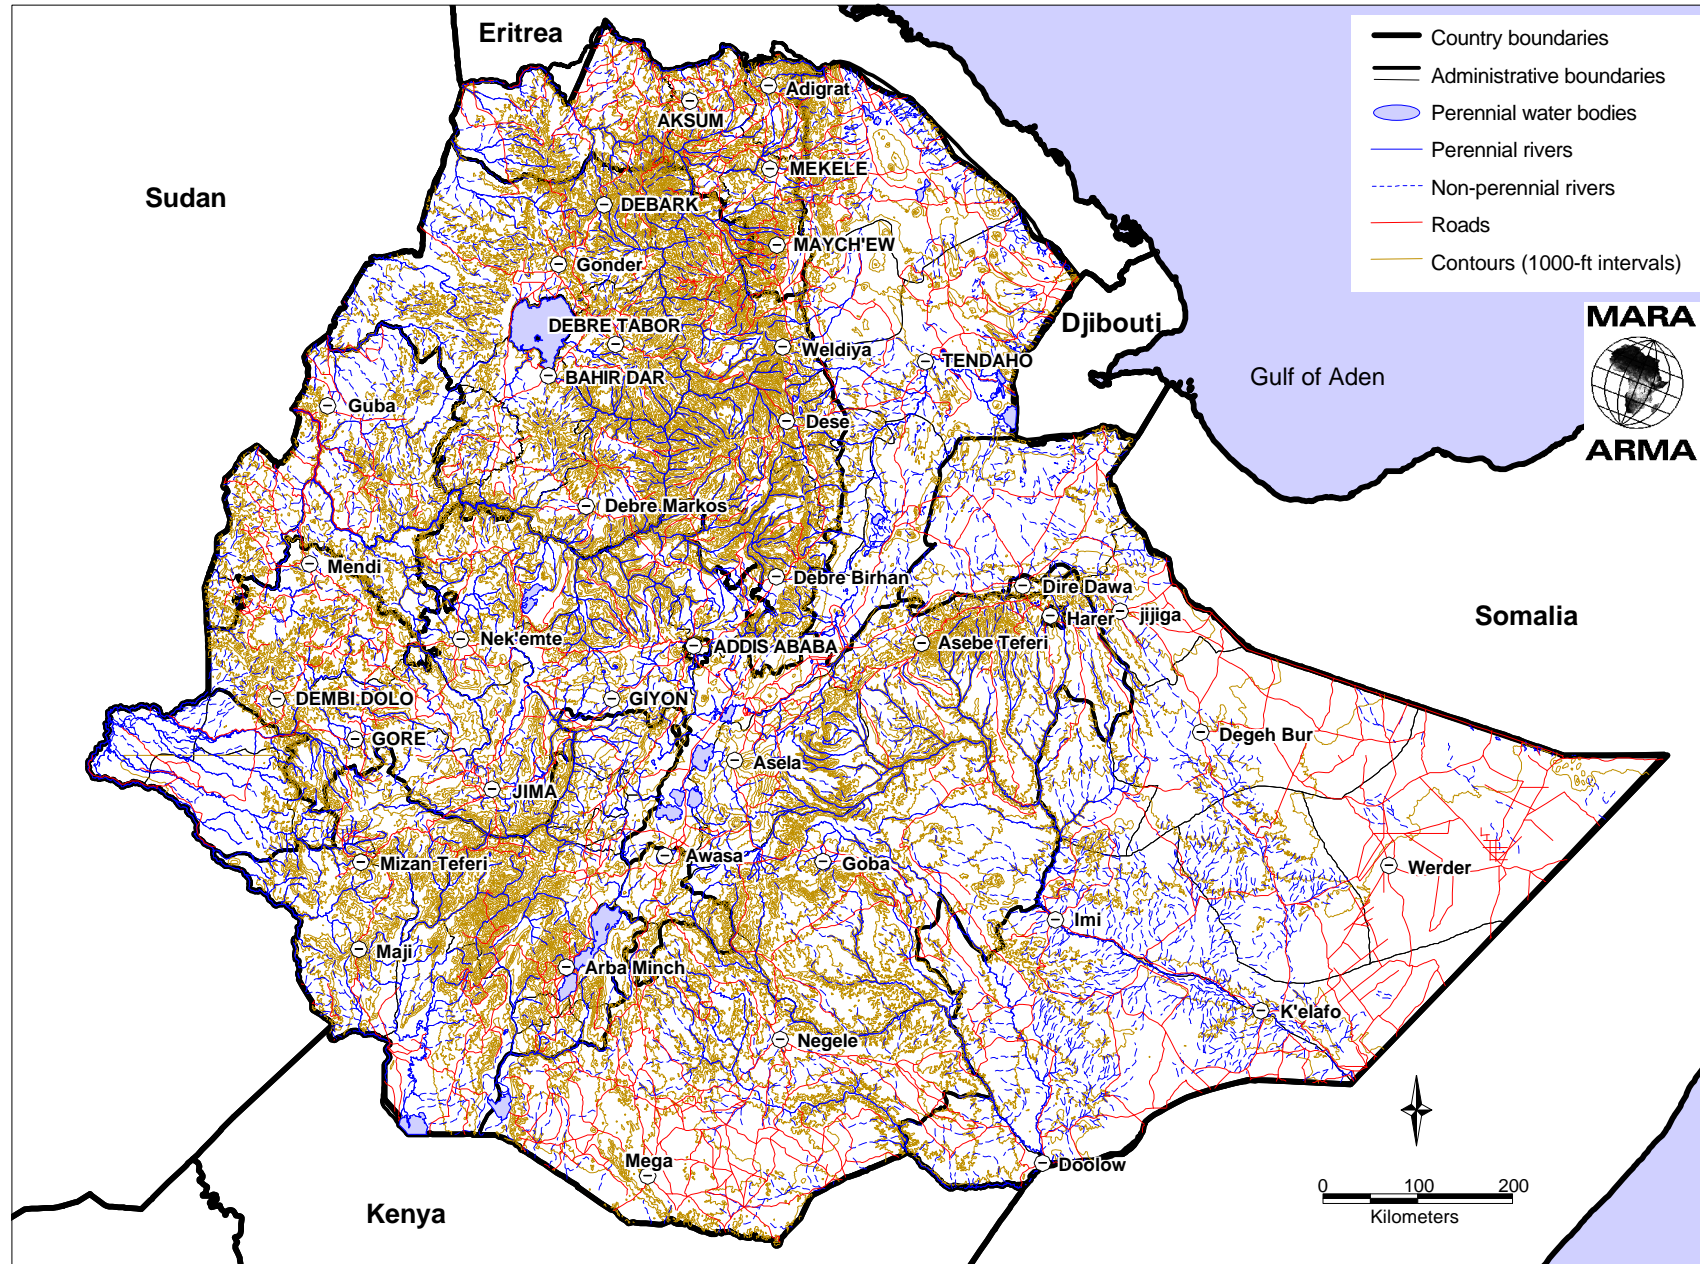 Eritrea
Country boundaries
Administrative boundaries
Perennial water bodies
Perennial rivers
Non-perennial rivers
Roads
Contours (1000-ft intervals)
Adigrat
AKSUM
MEKELE
Sudan
DEBARK
MAYCH'EW
Gonder
MARA
Djibouti
DEBRE TABOR
Weldiya
TENDAHO
BAHIR DAR
Gulf of Aden
Guba
Dese
ARMA
Debre Markos
Mendi
Debre Birhan
Dire Dawa
Harer
jijiga
Somalia
Nek'emte
ADDIS ABABA
Asebe Teferi
DEMBI DOLO
GIYON
GORE
Degeh Bur
Asela
JIMA
Mizan Teferi
Awasa
Goba
Werder
Imi
Maji
Arba Minch
K'elafo
Negele
Mega
Doolow
Kenya
0 100 200
Kilometers